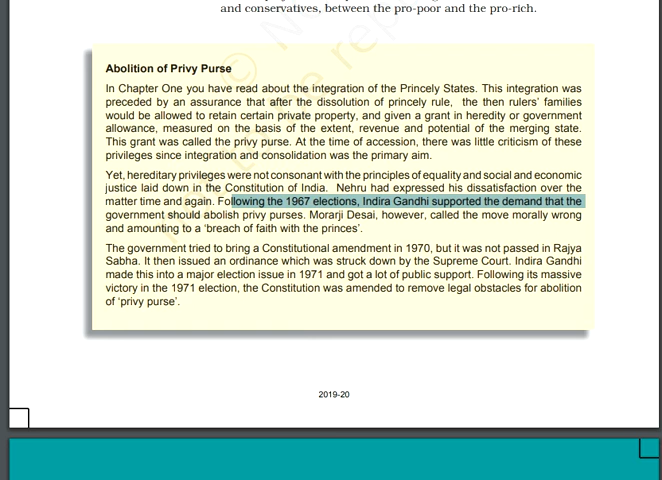 and conservatives, between the pro-poor and the pro-rich.
Abolition of Privy Purse
In Chapter One you have read about the integration of the Princely States. This integration was
preceded by an assurance that after the dissolution of princely rule, the then rulers' families
would be allowed to retain certain private property, and given a grant in heredity or government
allowance, measured on the basis of the extent, revenue and potential of the merging state.
This grant was called the privy purse. At the time of accession, there was little criticism of these
privileges since integration and consolidation was the primary aim.
Yet, hereditary privileges were not consonant with the principles of equality and social and economic
justice laid down in the Constitution of India. Nehru had expressed his dissatisfaction over the
matter time and again. Following the 1967 elections, Indira Gandhi supported the demand that the
government should abolish privy purses. Morarji Desai, however, called the move morally wrong
and amounting to a 'breach of faith with the princes'.
The government tried to bring a Constitutional amendment in 1970, but it was not passed in Rajya
Sabha. It then issued an ordinance which was struck down by the Supreme Court. Indira Gandhi
made this into a major election issue in 1971 and got a lot of public support. Following its massive
victory in the 1971 election, the Constitution was amended to remove legal obstacles for abolition
of 'privy purse'.
2019-20